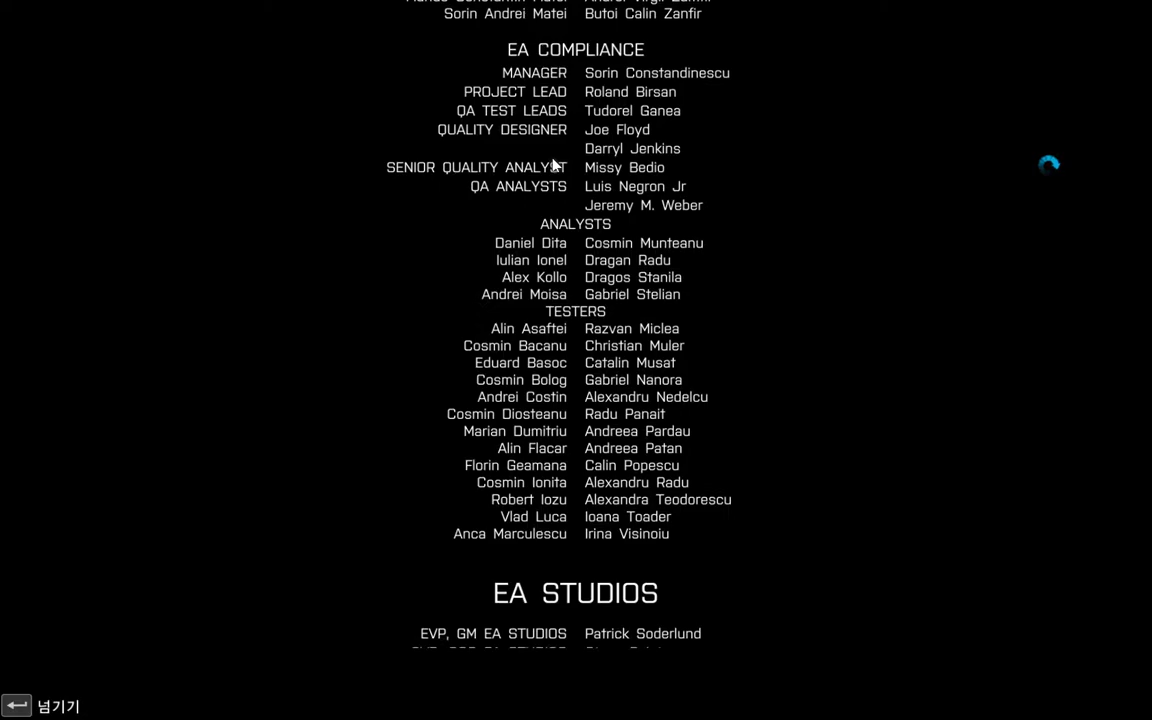 Sorin Andrei Matei Butoi Calin Zanfir
EA COMPLIANCE
MANAGER Sorin Constandinescu
PROJECT LEAD Roland Birsan
QA TEST LEADS Tudorel Ganea
QUALITY DESIGNER Joe Floyd
Darryl Jenkins
SENIOR QUALITY ANALYST Missy Bedio
QA ANALYSTS Luis Negron Jr
Jeremy M. Weber
ANALYSTS
Daniel Dita Cosmin Munteanu
Iulian Ionel Dragan Radu
Alex Kollo Dragos Stanila
Andrei Moisa Gabriel Stelian
TESTERS
Alin Asaftei Razvan Miclea
Cosmin Bacanu Christian Muler
Eduard Basoc Catalin Musat
Cosmin Bolog Gabriel Nanora
Andrei Costin Alexandru Nedelcu
Cosmin Diosteanu Radu Panait
Marian Dumitriu Andreea Pardau
Alin Flacar Andreea Patan
Florin Geamana Calin Popescu
Cosmin Ionita Alexandru Radu
Robert Iozu Alexandra Teodorescu
Vlad Luca Ioana Toader
Anca Marculescu Irina Visinoiu
EA STUDIOS
EVP, GM EA STUDIOS Patrick Soderlund
넘기기